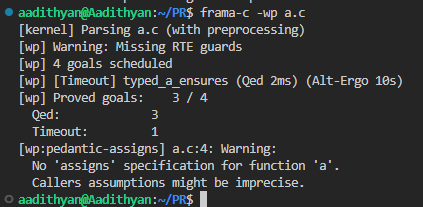 aadithyan@Aadithyan:~/PR$ frama-c -wp a.c
[kernel] Parsing a.c (with preprocessing)
[wp] Warning: Missing RTE guards
[wp] 4 goals scheduled
[wp] [Timeout] typed_a_ensures (Qed 2ms) (Alt-Ergo 10s)
[wp] Proved goals:    3 / 4
  Qed:             3
  Timeout:         1
[wp:pedantic-assigns] a.c:4: Warning:
  No 'assigns' specification for function 'a'.
  Callers assumptions might be imprecise.
aadithyan@Aadithyan:~/PR$